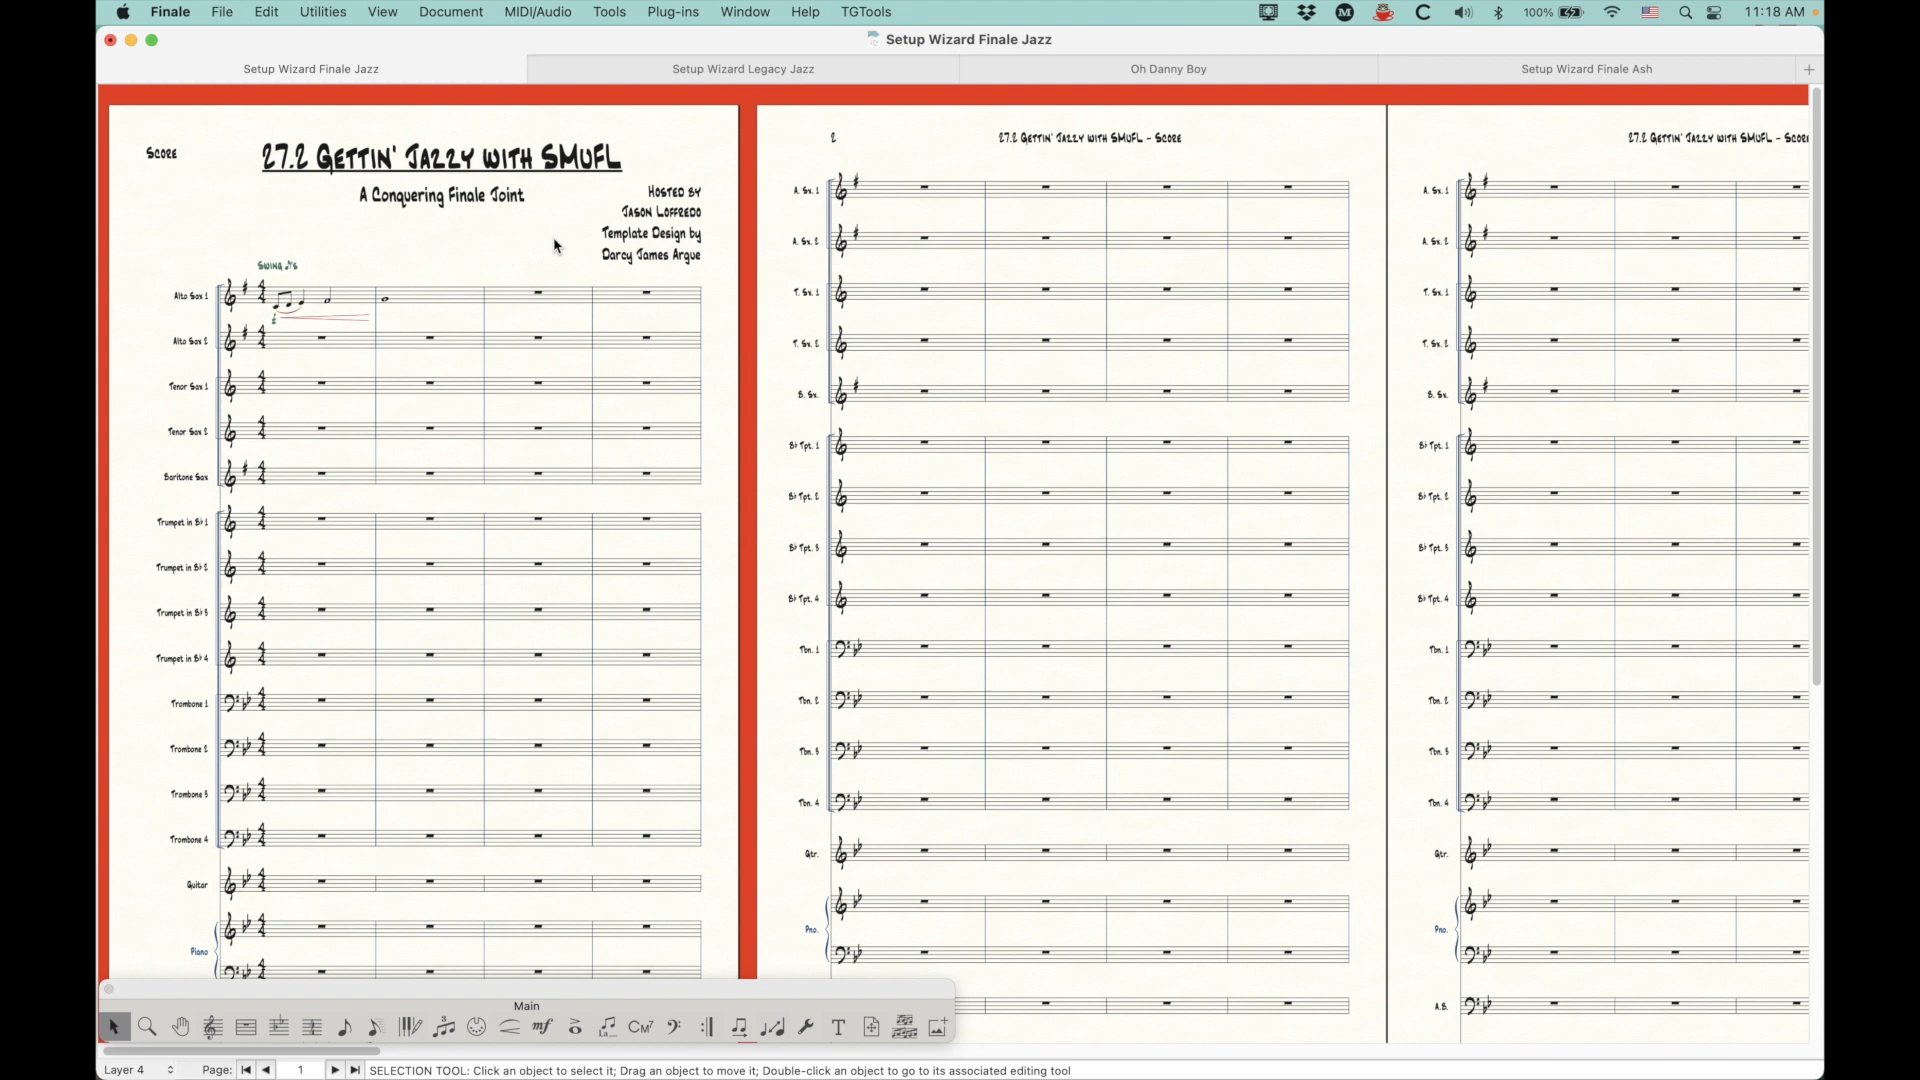 Finale File Edit Utilities View Document MIDI/Audio Tools Plug-ins Window Help TGTools 100% 11:18 AM
Setup Wizard Finale Jazz
Setup Wizard Finale Jazz Setup Wizard Legacy Jazz Oh Danny Boy Setup Wizard Finale Ash
Score
27.2 Gettin' Jazzy with SMuFL
A Conquering Finale Joint
Hosted by
Jason Loffredo
Template Design by
Darcy James Argue
Swing
Alto Sax 1
Alto Sax 2
Tenor Sax 1
Tenor Sax 2
Baritone Sax
Trumpet in B♭ 1
Trumpet in B♭ 2
Trumpet in B♭ 3
Trumpet in B♭ 4
Trombone 1
Trombone 2
Trombone 3
Trombone 4
Guitar
Piano
2 27.2 Gettin' Jazzy with SMuFL – Score
A. Sx. 1
A. Sx. 2
T. Sx. 1
T. Sx. 2
B. Sx.
B♭ Tpt. 1
B♭ Tpt. 2
B♭ Tpt. 3
B♭ Tpt. 4
Tbn. 1
Tbn. 2
Tbn. 3
Tbn. 4
Gtr.
Pno.
27.2 Gettin' Jazzy with SMuFL – Score
A. Sx. 1
A. Sx. 2
T. Sx. 1
T. Sx. 2
B. Sx.
B♭ Tpt. 1
B♭ Tpt. 2
B♭ Tpt. 3
B♭ Tpt. 4
Tbn. 1
Tbn. 2
Tbn. 3
Tbn. 4
Gtr.
Pno.
A.B.
Main
mf CM7 T
Layer 4 Page: 1 SELECTION TOOL: Click an object to select it; Drag an object to move it; Double-click an object to go to its associated editing tool